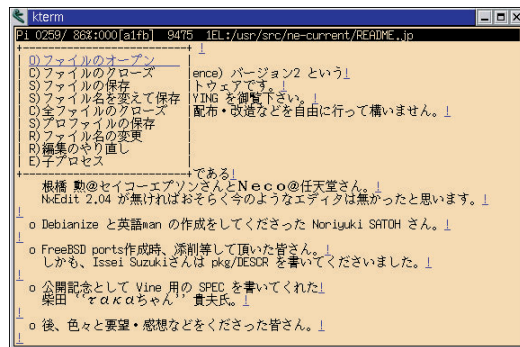 kterm
Pi 0259/ 86%:000[a1fb]  9475  1EL:/usr/src/ne-current/README.jp
O)ファイルのオープン
C)ファイルのクローズ ence) バージョン2 という↓
S)ファイルの保存 トウェアです。↓
S)ファイル名を変えて保存 YING を御覧下さい。↓
C)全ファイルのクローズ 配布・改造などを自由に行って構いません。↓
S)プロファイルの保存
R)ファイル名の変更
R)編集のやり直し
E)子プロセス
である↓
根橋 勲@セイコーエプソンさんとＮｅｃｏ@任天堂さん。↓
NxEdit 2.04 が無ければおそらく今のようなエディタは無かったと思います。↓
o Debianize と英語man の作成をしてくださった Noriyuki SATOH さん。↓
o FreeBSD ports作成時、添削等して頂いた皆さん。↓
しかも、Issei Suzukiさんは pkg/DESCR を書いてくださいました。↓
o 公開記念として Vine 用の SPEC を書いてくれた↓
柴田 ‘‘τακαちゃん’’ 貴夫氏。↓
o 後、色々と要望・感想などをくださった皆さん。↓